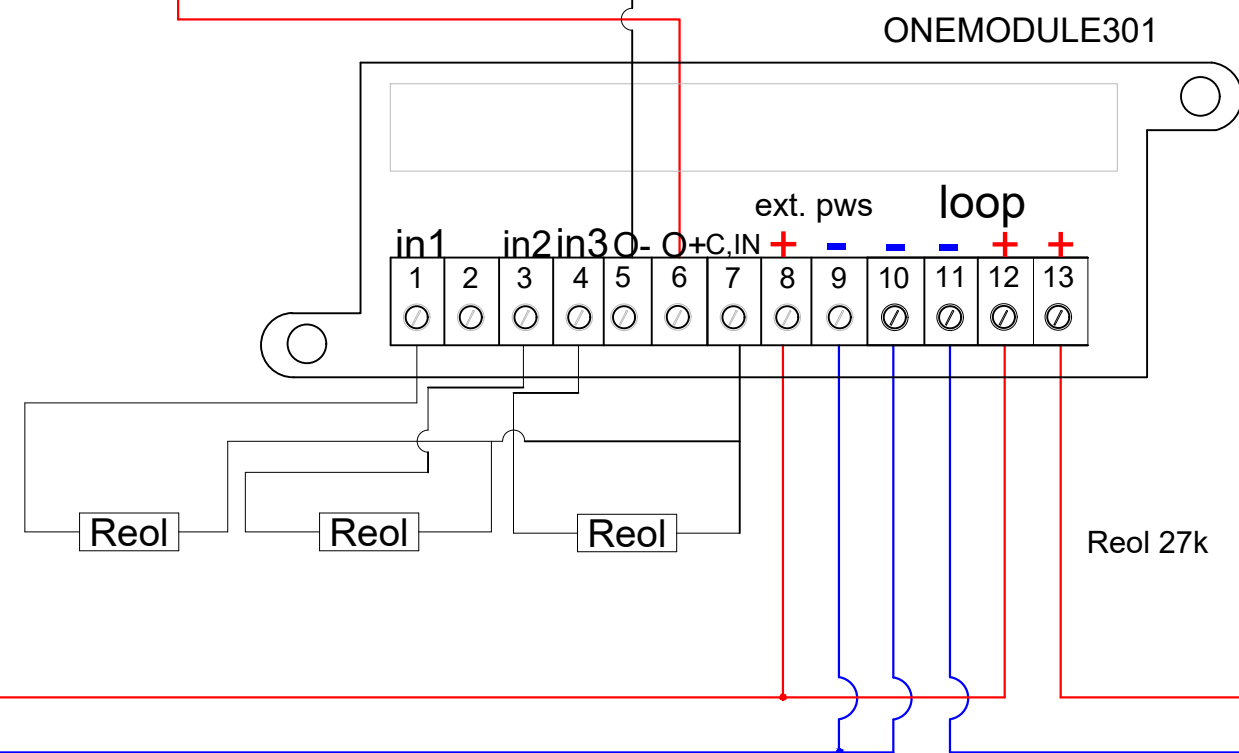 ONEMODULE301
ext. pws
loop
in1 in2 in3 O- O+ C,IN + - - - + +
1 2 3 4 5 6 7 8 9 10 11 12 13
Reol Reol Reol
Reol 27k